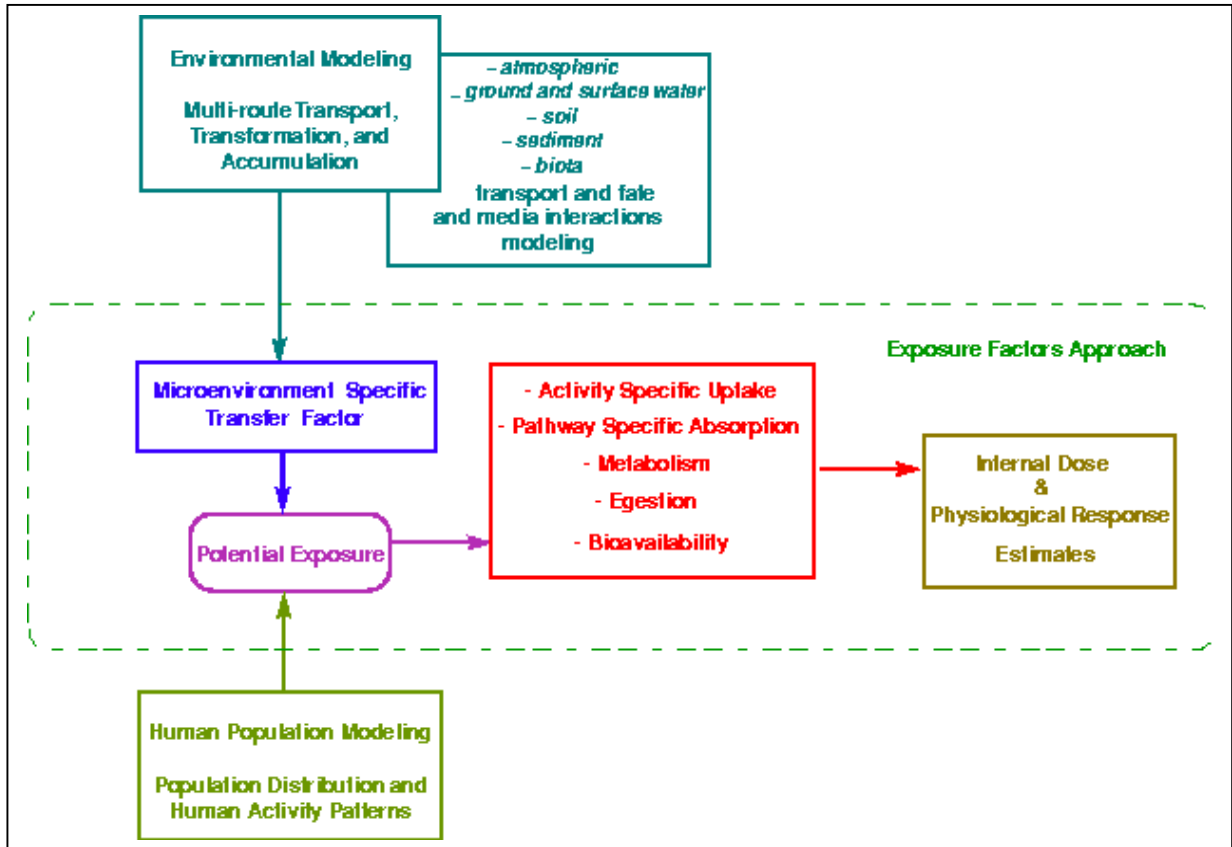 Environmental Modeling
Multi-route Transport,
Transformation, and
Accumulation
– atmospheric
– ground and surface water
– soil
– sediment
– biota
transport and fate
and media interactions
modeling
Exposure Factors Approach
Microenvironment Specific
Transfer Factor
Potential Exposure
- Activity Specific Uptake
- Pathway Specific Absorption
- Metabolism
- Egestion
- Bioavailability
Internal Dose
&
Physiological Response
Estimates
Human Population Modeling
Population Distribution and
Human Activity Patterns